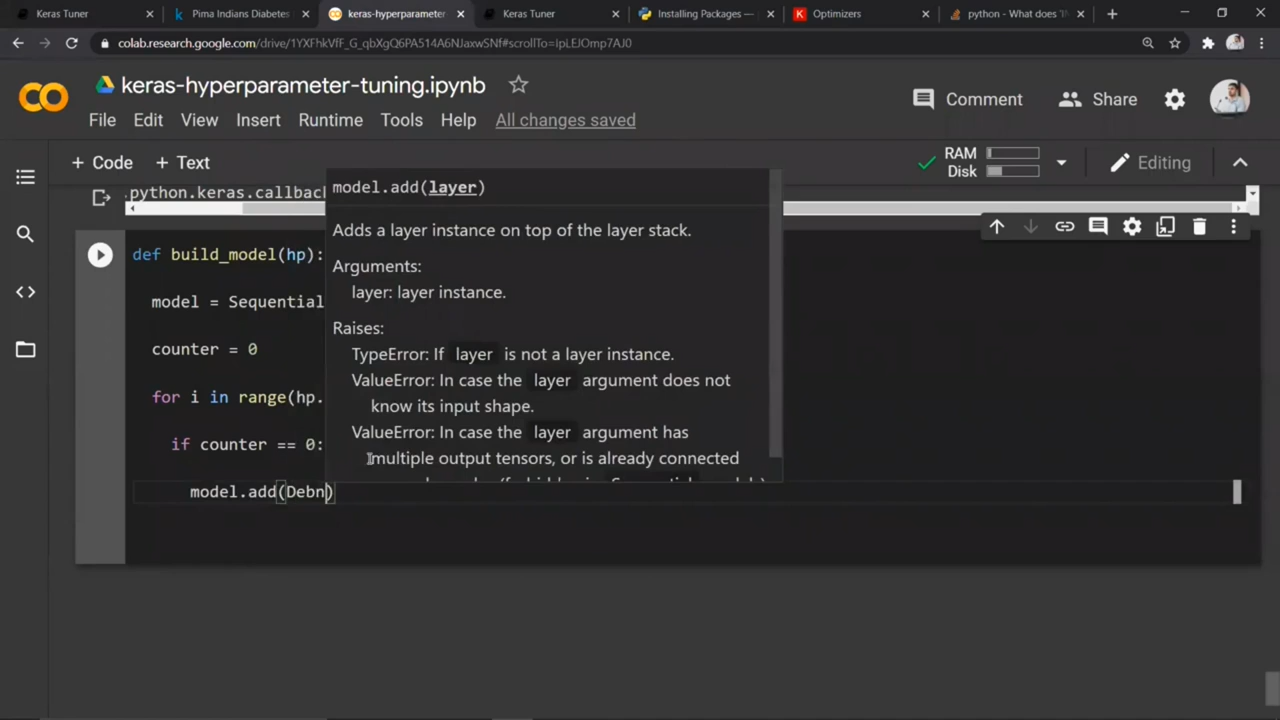 Keras Tuner
Pima Indians Diabetes
keras-hyperparameter
Keras Tuner
Installing Packages —
Optimizers
python - What does 'I
colab.research.google.com/drive/1YXFhkVfF_G_qbXgQ6PA514A6NJaxwSNf#scrollTo=IpLEJOmp7AJ0
CO
keras-hyperparameter-tuning.ipynb
Comment
Share
File Edit View Insert Runtime Tools Help All changes saved
+ Code + Text
RAM
Disk
Editing
.python.keras.callback
model.add(layer)
Adds a layer instance on top of the layer stack.
Arguments:
layer: layer instance.
Raises:
TypeError: If layer is not a layer instance.
ValueError: In case the layer argument does not
know its input shape.
ValueError: In case the layer argument has
multiple output tensors, or is already connected
def build_model(hp):
model = Sequential
counter = 0
for i in range(hp.
if counter == 0:
model.add(Debn)